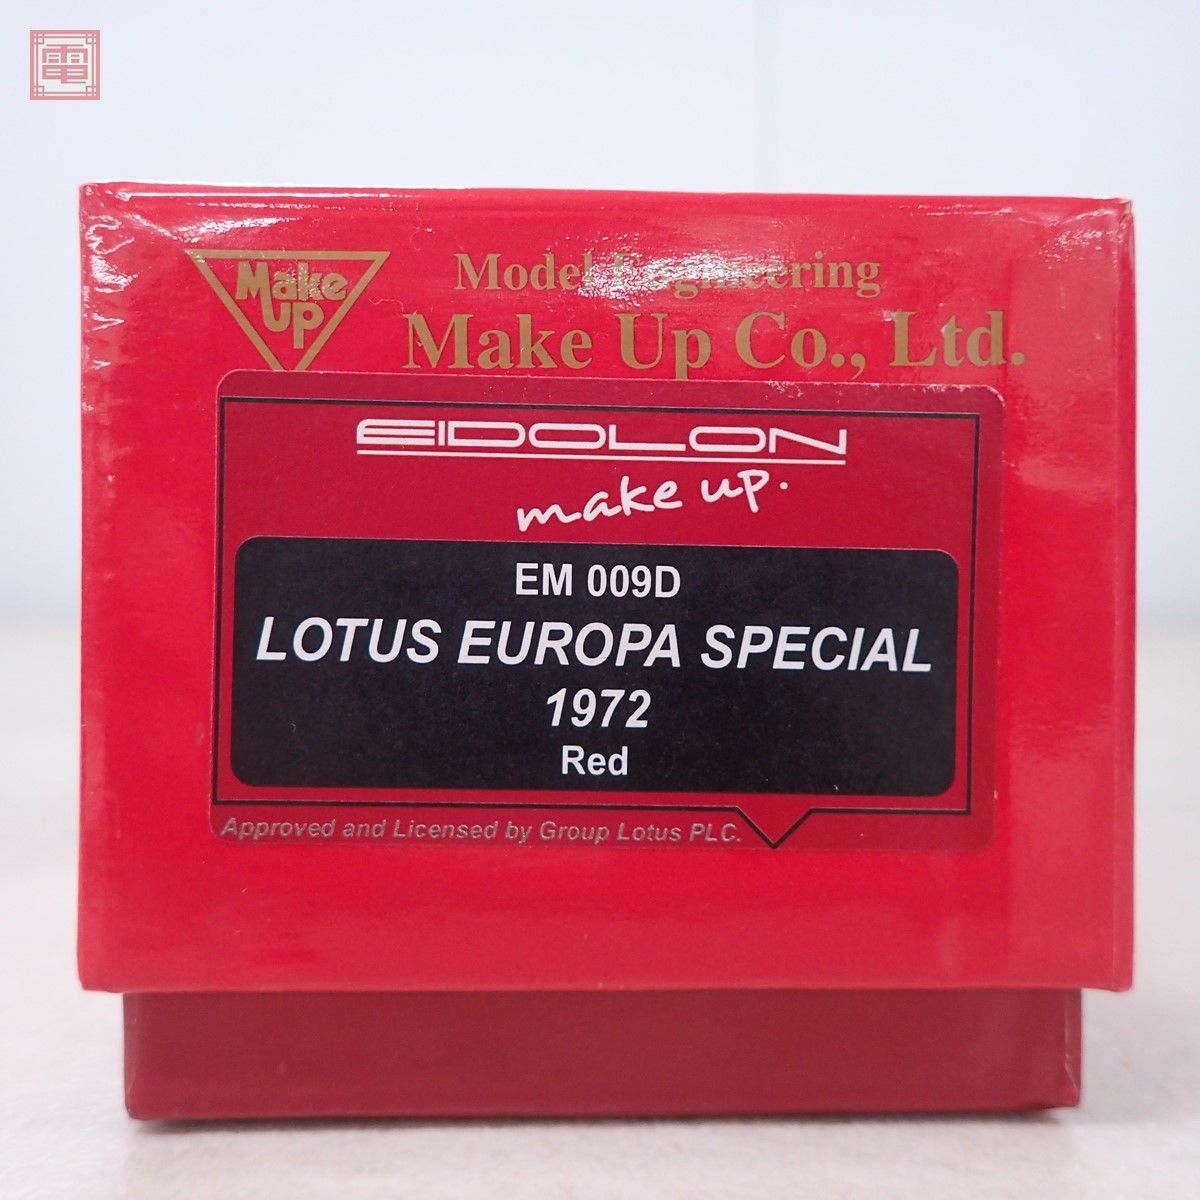 電
Make
Up
Model Engineering
Make Up Co., Ltd.
EIDOLON
make up.
EM 009D
LOTUS EUROPA SPECIAL
1972
Red
Approved and Licensed by Group Lotus PLC.